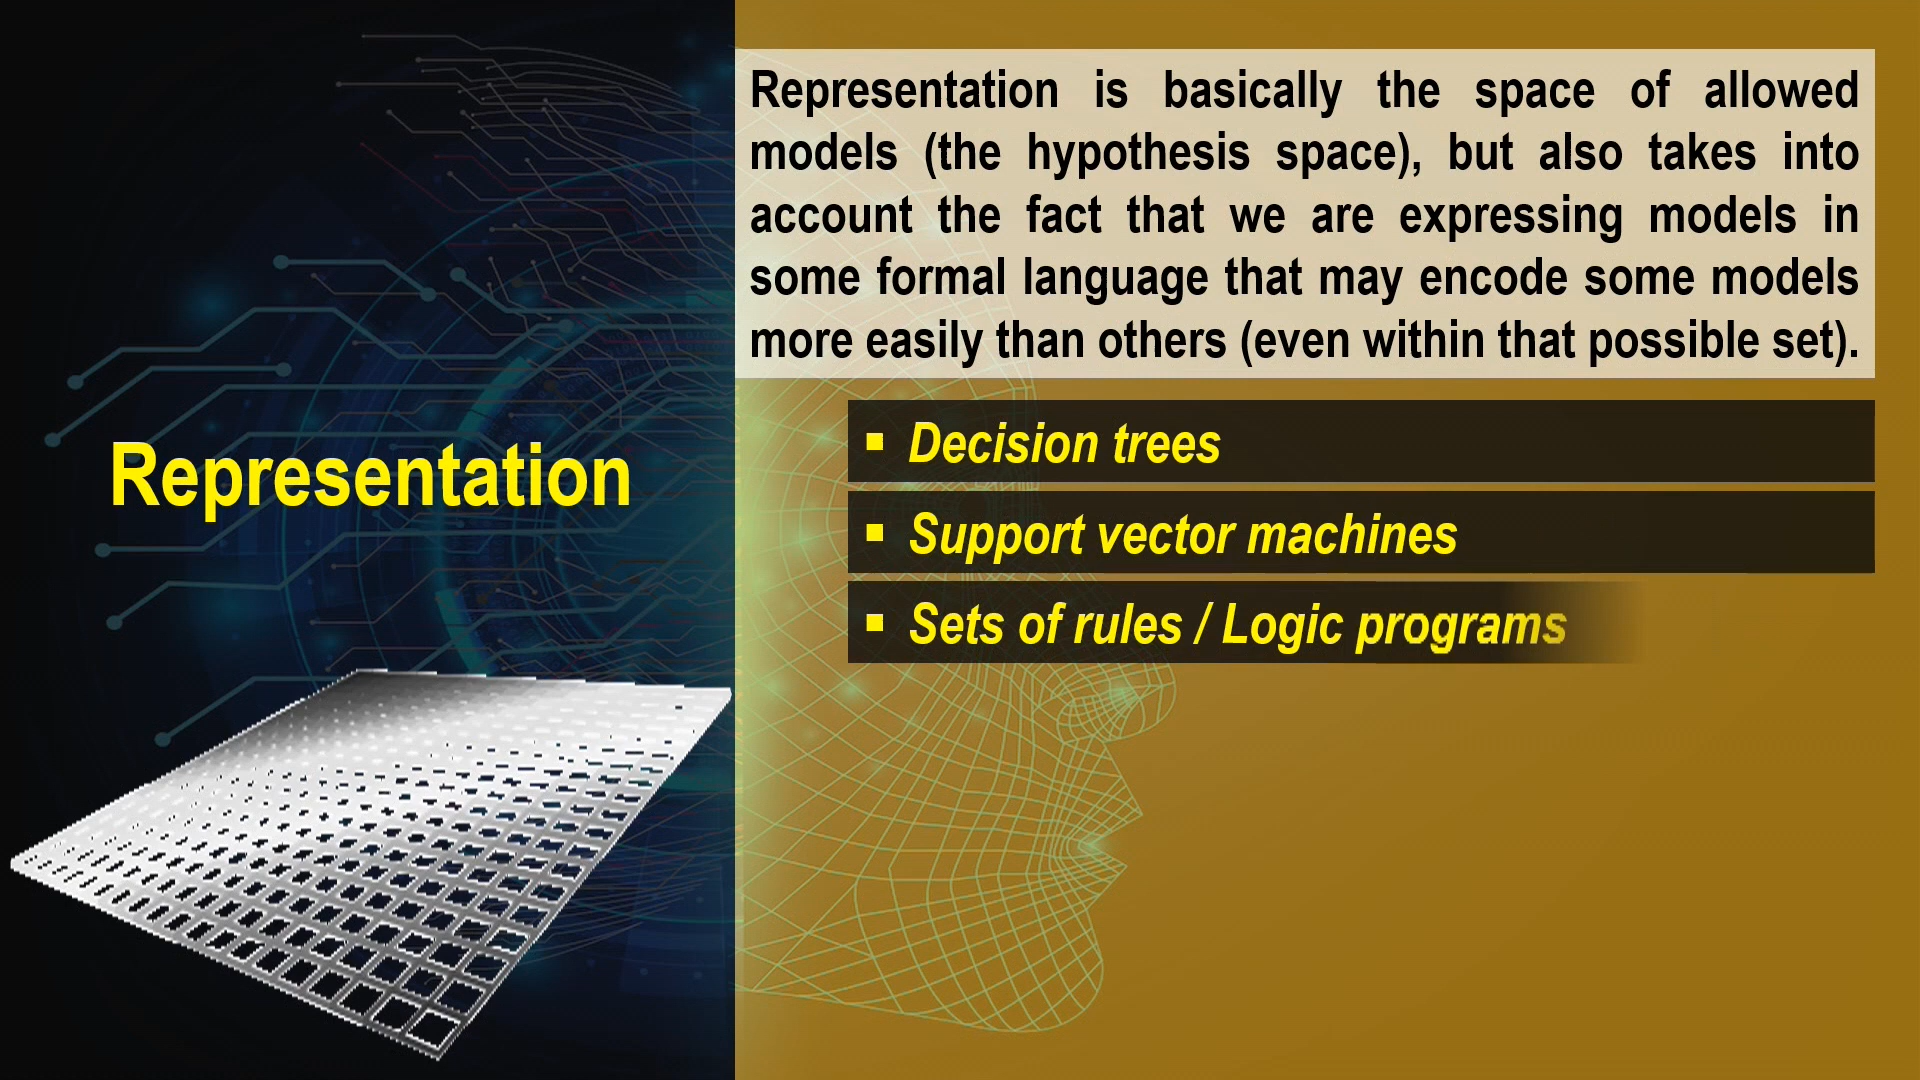 Representation
Representation is basically the space of allowed
models (the hypothesis space), but also takes into
account the fact that we are expressing models in
some formal language that may encode some models
more easily than others (even within that possible set).
▪ Decision trees
▪ Support vector machines
▪ Sets of rules / Logic programs